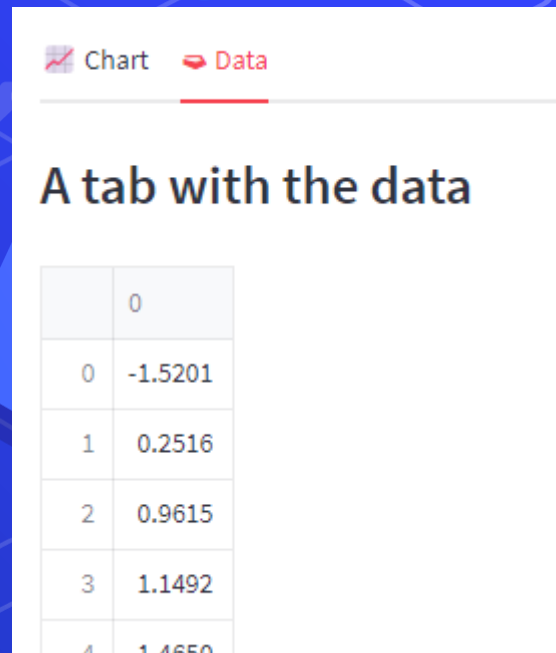 Chart Data
A tab with the data
0
0 -1.5201
1 0.2516
2 0.9615
3 1.1492